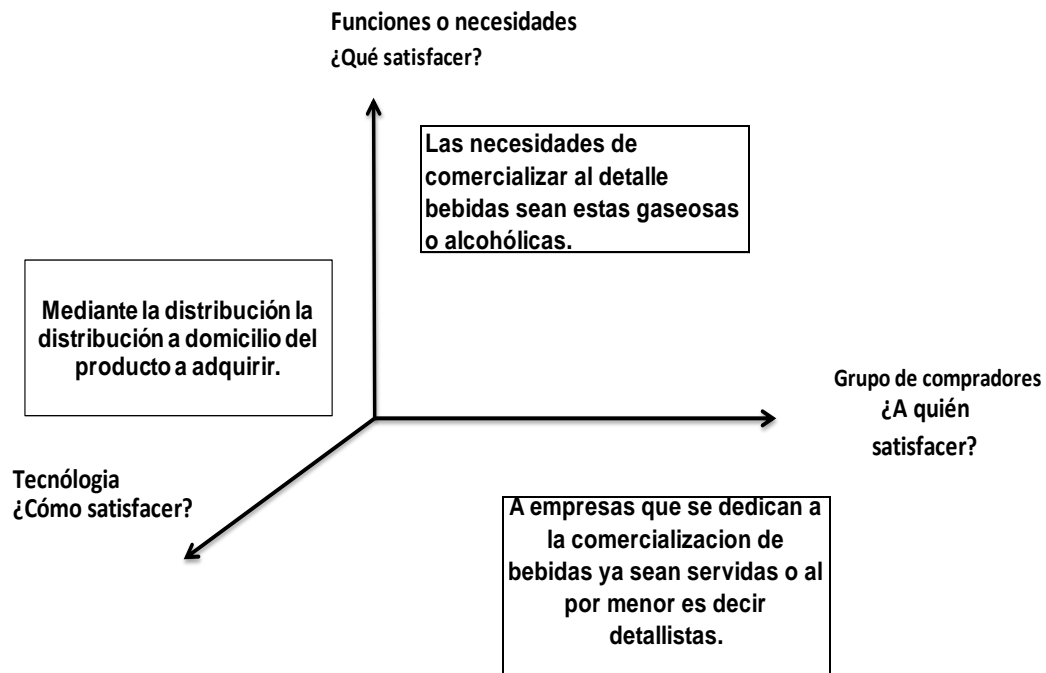 Funciones o necesidades
¿Qué satisfacer?
Las necesidades de
comercializar al detalle
bebidas sean estas gaseosas
o alcohólicas.
Mediante la distribución la
distribución a domicilio del
producto a adquirir.
Grupo de compradores
¿A quién
satisfacer?
Tecnólogia
¿Cómo satisfacer?
A empresas que se dedican a
la comercializacion de
bebidas ya sean servidas o al
por menor es decir
detallistas.